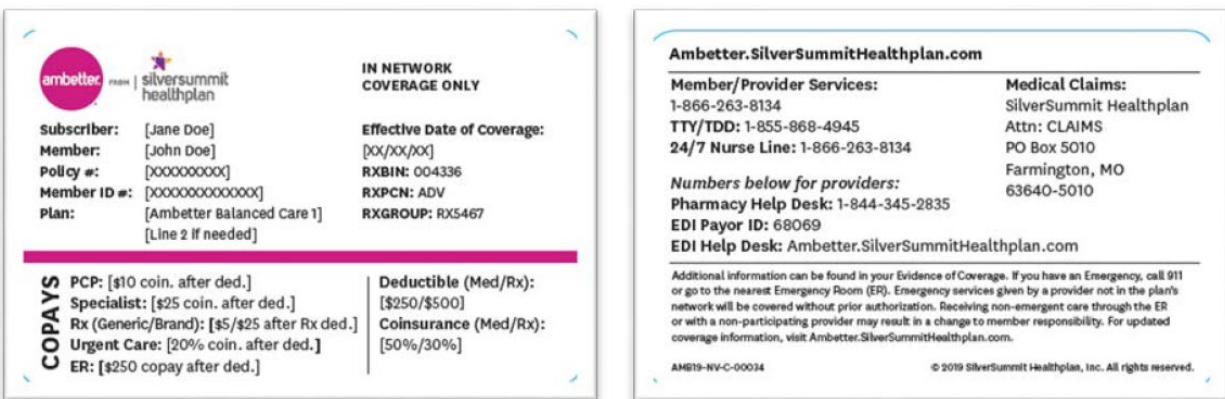 ambetter. FROM | silversummit healthplan
IN NETWORK
COVERAGE ONLY
Subscriber: [Jane Doe]
Member: [John Doe]
Policy #: [XXXXXXXXX]
Member ID #: [XXXXXXXXXXXXX]
Plan: [Ambetter Balanced Care 1]
[Line 2 if needed]
Effective Date of Coverage:
[XX/XX/XX]
RXBIN: 004336
RXPCN: ADV
RXGROUP: RX5467
COPAYS
PCP: [$10 coin. after ded.]
Specialist: [$25 coin. after ded.]
Rx (Generic/Brand): [$5/$25 after Rx ded.]
Urgent Care: [20% coin. after ded.]
ER: [$250 copay after ded.]
Deductible (Med/Rx):
[$250/$500]
Coinsurance (Med/Rx):
[50%/30%]
Ambetter.SilverSummitHealthplan.com
Member/Provider Services:
1-866-263-8134
TTY/TDD: 1-855-868-4945
24/7 Nurse Line: 1-866-263-8134
Numbers below for providers:
Pharmacy Help Desk: 1-844-345-2835
EDI Payor ID: 68069
EDI Help Desk: Ambetter.SilverSummitHealthplan.com
Medical Claims:
SilverSummit Healthplan
Attn: CLAIMS
PO Box 5010
Farmington, MO
63640-5010
Additional information can be found in your Evidence of Coverage. If you have an Emergency, call 911
or go to the nearest Emergency Room (ER). Emergency services given by a provider not in the plan's
network will be covered without prior authorization. Receiving non-emergent care through the ER
or with a non-participating provider may result in a change to member responsibility. For updated
coverage information, visit Ambetter.SilverSummitHealthplan.com.
AMB19-NV-C-00034
© 2019 SilverSummit Healthplan, Inc. All rights reserved.